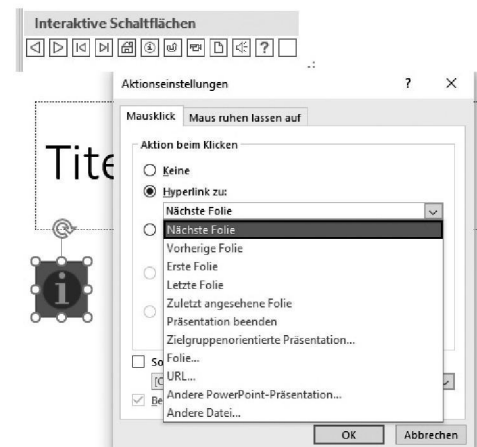 Interaktive Schaltflächen
?
Aktionseinstellungen ? ×
Mausklick Maus ruhen lassen auf
Aktion beim Klicken
Keine
Hyperlink zu:
Nächste Folie
Nächste Folie
Vorherige Folie
Erste Folie
Letzte Folie
Zuletzt angesehene Folie
Präsentation beenden
Zielgruppenorientierte Präsentation...
Folie...
URL...
Andere PowerPoint-Präsentation...
Andere Datei...
Tite
i
So
[O
Be
OK Abbrechen